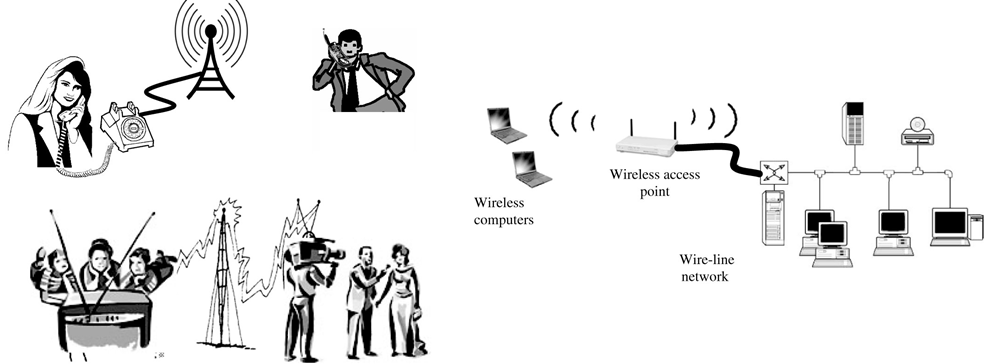 Wireless
computers
Wireless access
point
Wire-line
network